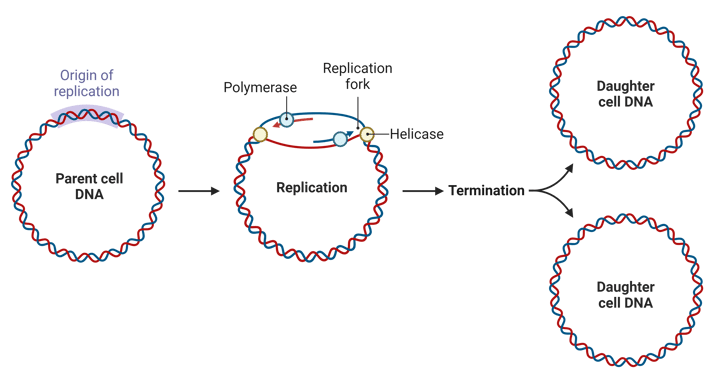 Origin of
replication
Parent cell
DNA
Polymerase
Replication
fork
Helicase
Replication
Termination
Daughter
cell DNA
Daughter
cell DNA